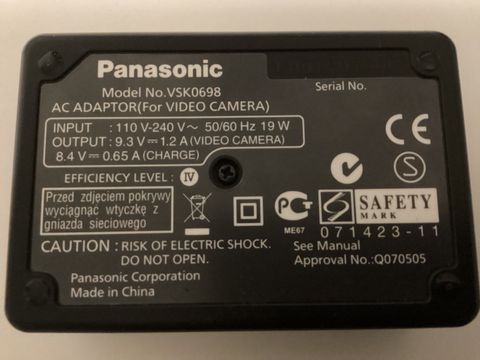 Panasonic
Model No.VSK0698
Serial No.
AC ADAPTOR(For VIDEO CAMERA)
INPUT : 110 V-240 V∼ 50/60 Hz 19 W
OUTPUT : 9.3 V⎓1.2 A (VIDEO CAMERA)
8.4 V⎓0.65 A (CHARGE)
CE
EFFICIENCY LEVEL : IV
S
Przed zdjęciem pokrywy
wyciągnąc wtyczkę z
gniazda sieciowego
ME67
S SAFETY
MARK
071423-11
CAUTION : RISK OF ELECTRIC SHOCK.
DO NOT OPEN.
See Manual
Approval No.:Q070505
Panasonic Corporation
Made in China